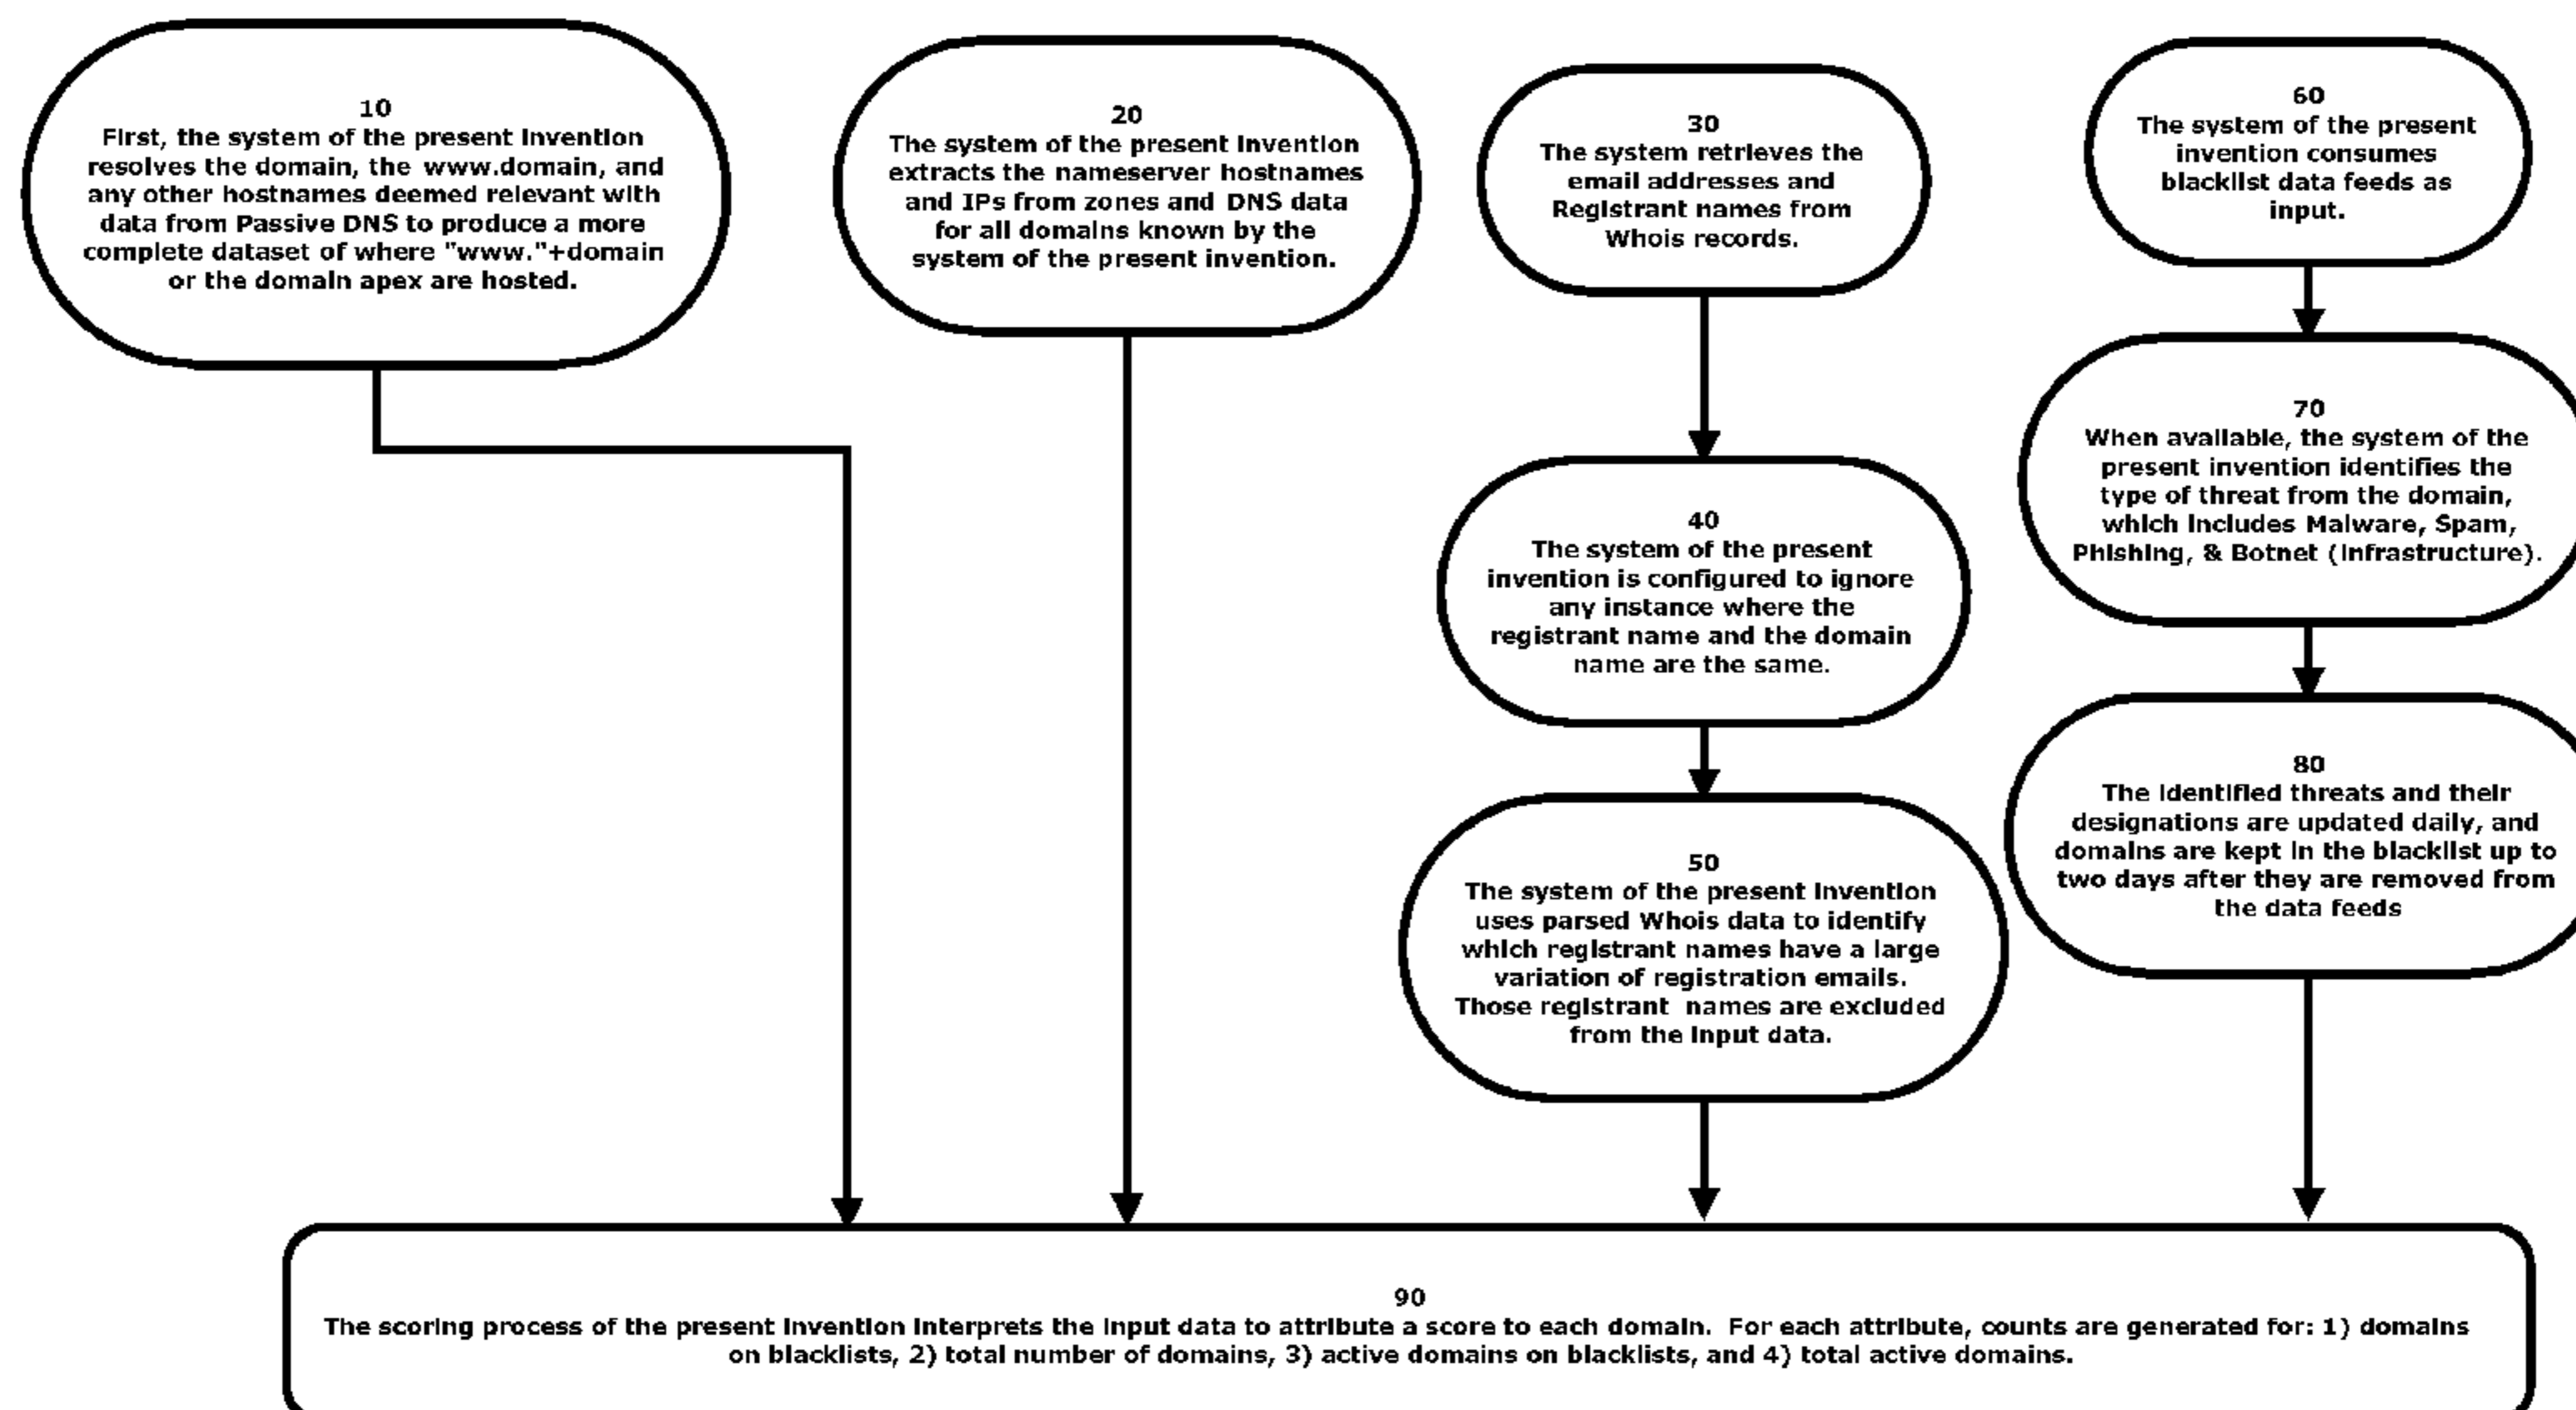 10
First, the system of the present invention
resolves the domain, the www.domain, and
any other hostnames deemed relevant with
data from Passive DNS to produce a more
complete dataset of where "www."+domain
or the domain apex are hosted.
20
The system of the present invention
extracts the nameserver hostnames
and IPs from zones and DNS data
for all domains known by the
system of the present invention.
30
The system retrieves the
email addresses and
Registrant names from
Whois records.
40
The system of the present
invention is configured to ignore
any instance where the
registrant name and the domain
name are the same.
50
The system of the present invention
uses parsed Whois data to identify
which registrant names have a large
variation of registration emails.
Those registrant names are excluded
from the input data.
60
The system of the present
invention consumes
blacklist data feeds as
input.
70
When available, the system of the
present invention identifies the
type of threat from the domain,
which includes Malware, Spam,
Phishing, & Botnet (infrastructure).
80
The identified threats and their
designations are updated daily, and
domains are kept in the blacklist up to
two days after they are removed from
the data feeds
90
The scoring process of the present invention interprets the input data to attribute a score to each domain. For each attribute, counts are generated for: 1) domains
on blacklists, 2) total number of domains, 3) active domains on blacklists, and 4) total active domains.